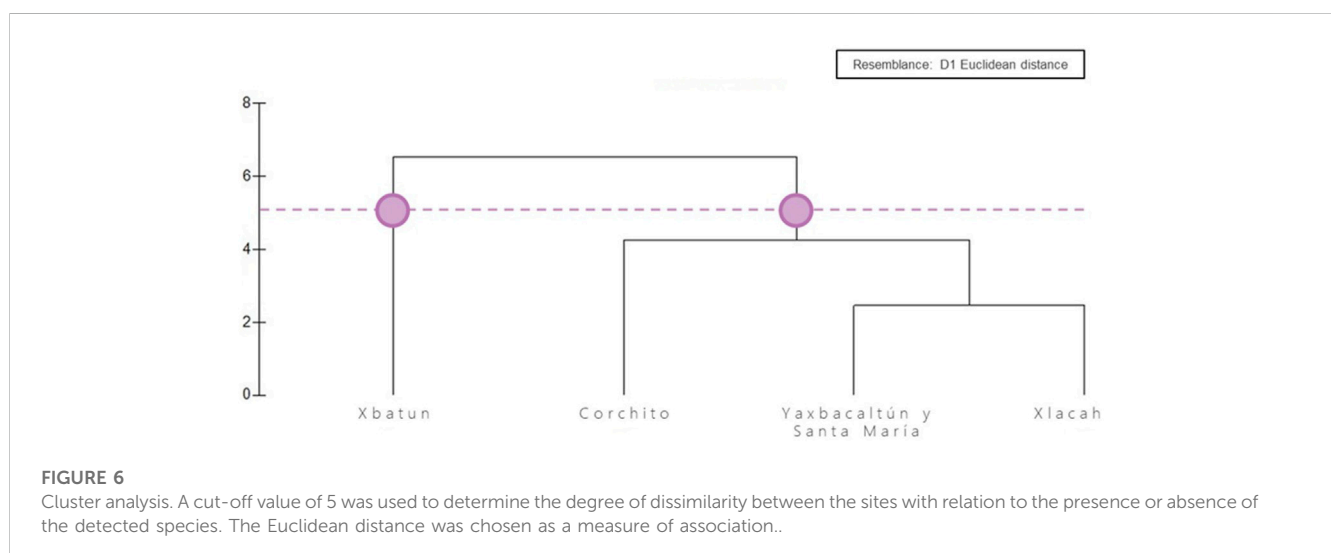 Resemblance: D1 Euclidean distance
8
6
4
2
0
Xbatun
Corchito
Yaxbacaltún y
Santa María
Xlacah
FIGURE 6
Cluster analysis. A cut-off value of 5 was used to determine the degree of dissimilarity between the sites with relation to the presence or absence of
the detected species. The Euclidean distance was chosen as a measure of association..